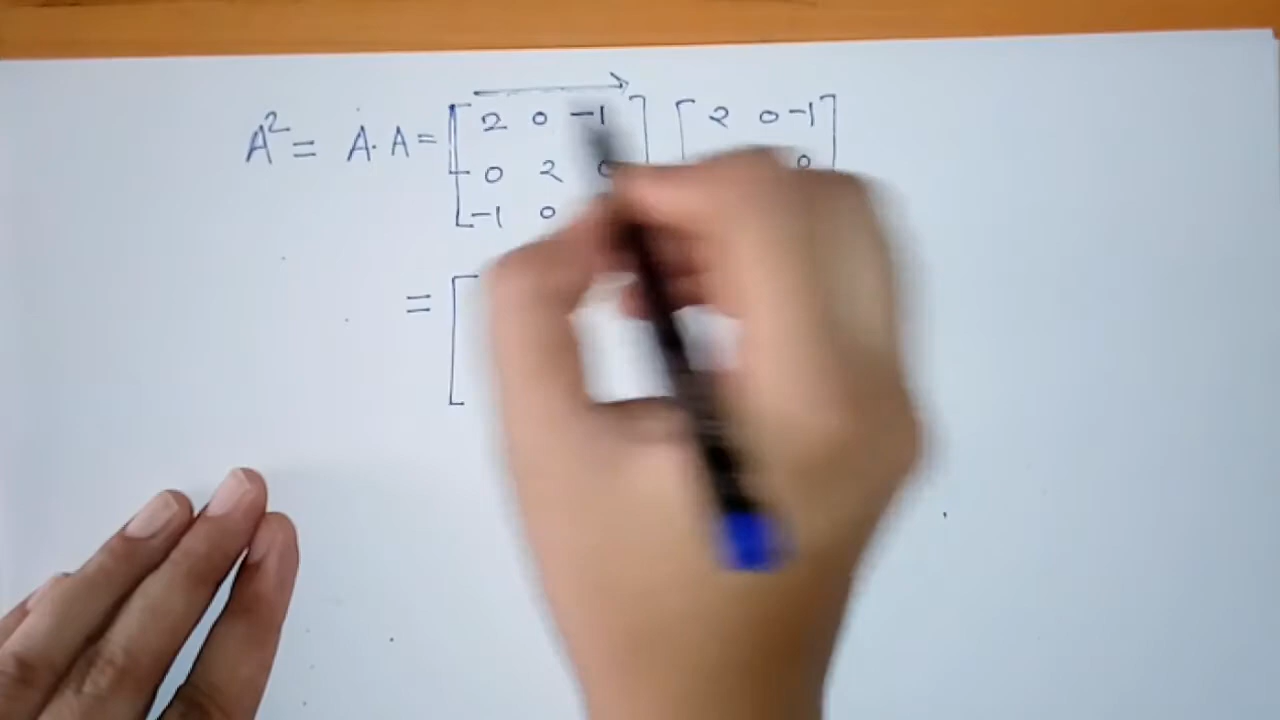 A² = A. A = [ 2 0 -1 ] [ 2 0 -1 ]
0 2 0 0
-1 0
= [